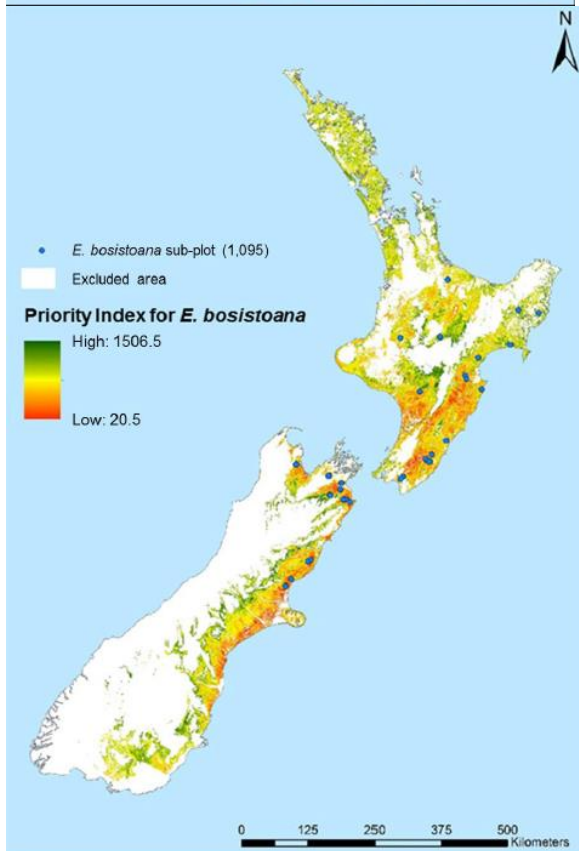 N
E. bosistoana sub-plot (1,095)
Excluded area
Priority Index for E. bosistoana
High: 1506.5
Low: 20.5
0 125 250 375 500
Kilometers